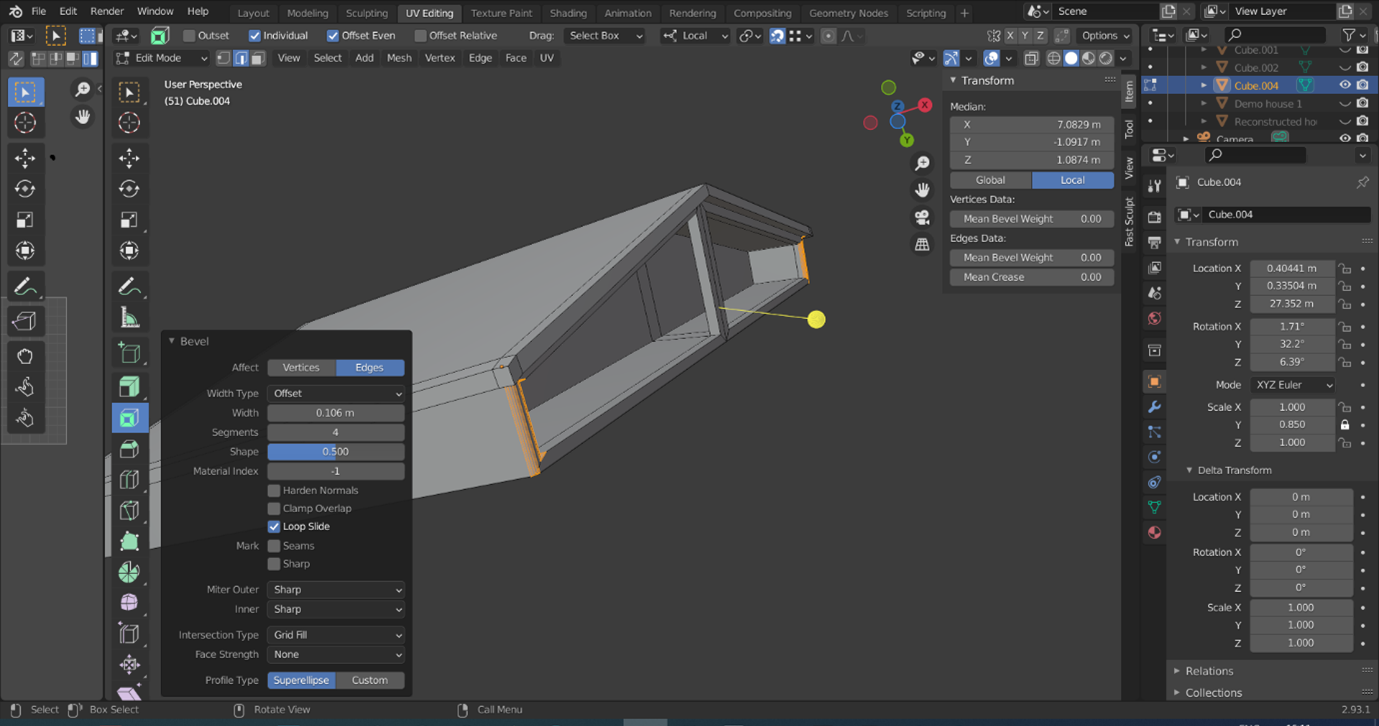 File Edit Render Window Help Layout Modeling Sculpting UV Editing Texture Paint Shading Animation Rendering Compositing Geometry Nodes Scripting + Scene View Layer
Outset Individual Offset Even Offset Relative Drag: Select Box Local X Y Z Options
Edit Mode View Select Add Mesh Vertex Edge Face UV
User Perspective
(51) Cube.004
X
Z
Y
Transform
Median:
X 7.0829 m
Y -1.0917 m
Z 1.0874 m
Global Local
Vertices Data:
Mean Bevel Weight 0.00
Edges Data:
Mean Bevel Weight 0.00
Mean Crease 0.00
Item
Tool
View
Fast Sculpt
Cube.001
Cube.002
Cube.004
Demo house 1
Reconstructed ho
Camera
Cube.004
Cube.004
Transform
Location X 0.40441 m
Y 0.33504 m
Z 27.352 m
Rotation X 1.71°
Y 32.2°
Z 6.39°
Mode XYZ Euler
Scale X 1.000
Y 0.850
Z 1.000
Delta Transform
Location X 0 m
Y 0 m
Z 0 m
Rotation X 0°
Y 0°
Z 0°
Scale X 1.000
Y 1.000
Z 1.000
Relations
Collections
Bevel
Affect Vertices Edges
Width Type Offset
Width 0.106 m
Segments 4
Shape 0.500
Material Index -1
Harden Normals
Clamp Overlap
Loop Slide
Mark Seams
Sharp
Miter Outer Sharp
Inner Sharp
Intersection Type Grid Fill
Face Strength None
Profile Type Superellipse Custom
Select Box Select Rotate View Call Menu 2.93.1